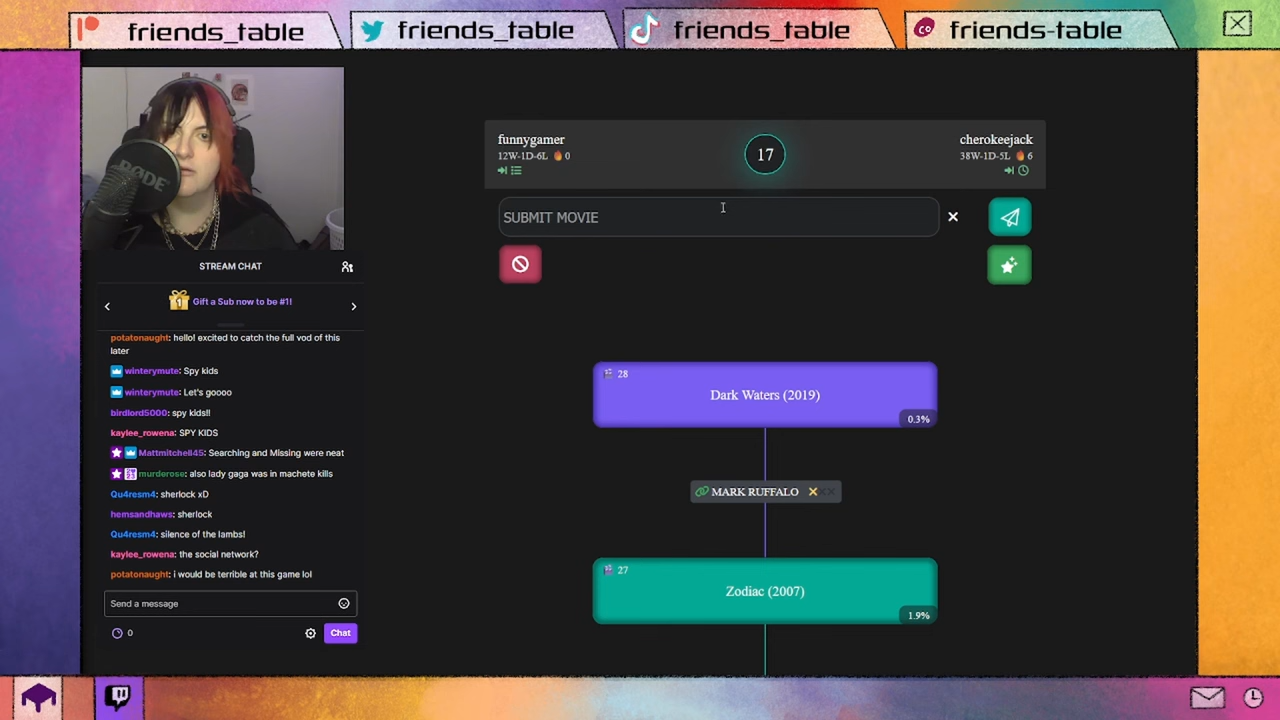 friends_table
friends_table
friends_table
co
friends-table
RØDE
funnygamer
12W-1D-6L 0
17
cherokeejack
38W-1D-5L 6
SUBMIT MOVIE
28
Dark Waters (2019)
0.3%
MARK RUFFALO
27
Zodiac (2007)
1.9%
STREAM CHAT
1
Gift a Sub now to be #1!
potatonaught: hello! excited to catch the full vod of this
later
winterymute: Spy kids
winterymute: Let's goooo
birdlord5000: spy kids!!
kaylee_rowena: SPY KIDS
Mattmitchell45: Searching and Missing were neat
murderose: also lady gaga was in machete kills
Qu4resm4: sherlock xD
hemsandhaws: sherlock
Qu4resm4: silence of the lambs!
kaylee_rowena: the social network?
potatonaught: i would be terrible at this game lol
Send a message
0
Chat